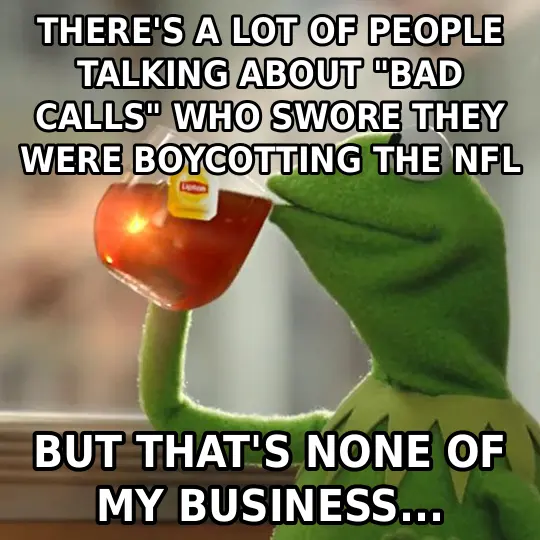 THERE'S A LOT OF PEOPLE
TALKING ABOUT "BAD
CALLS" WHO SWORE THEY
WERE BOYCOTTING THE NFL
Lipton
BUT THAT'S NONE OF
MY BUSINESS...